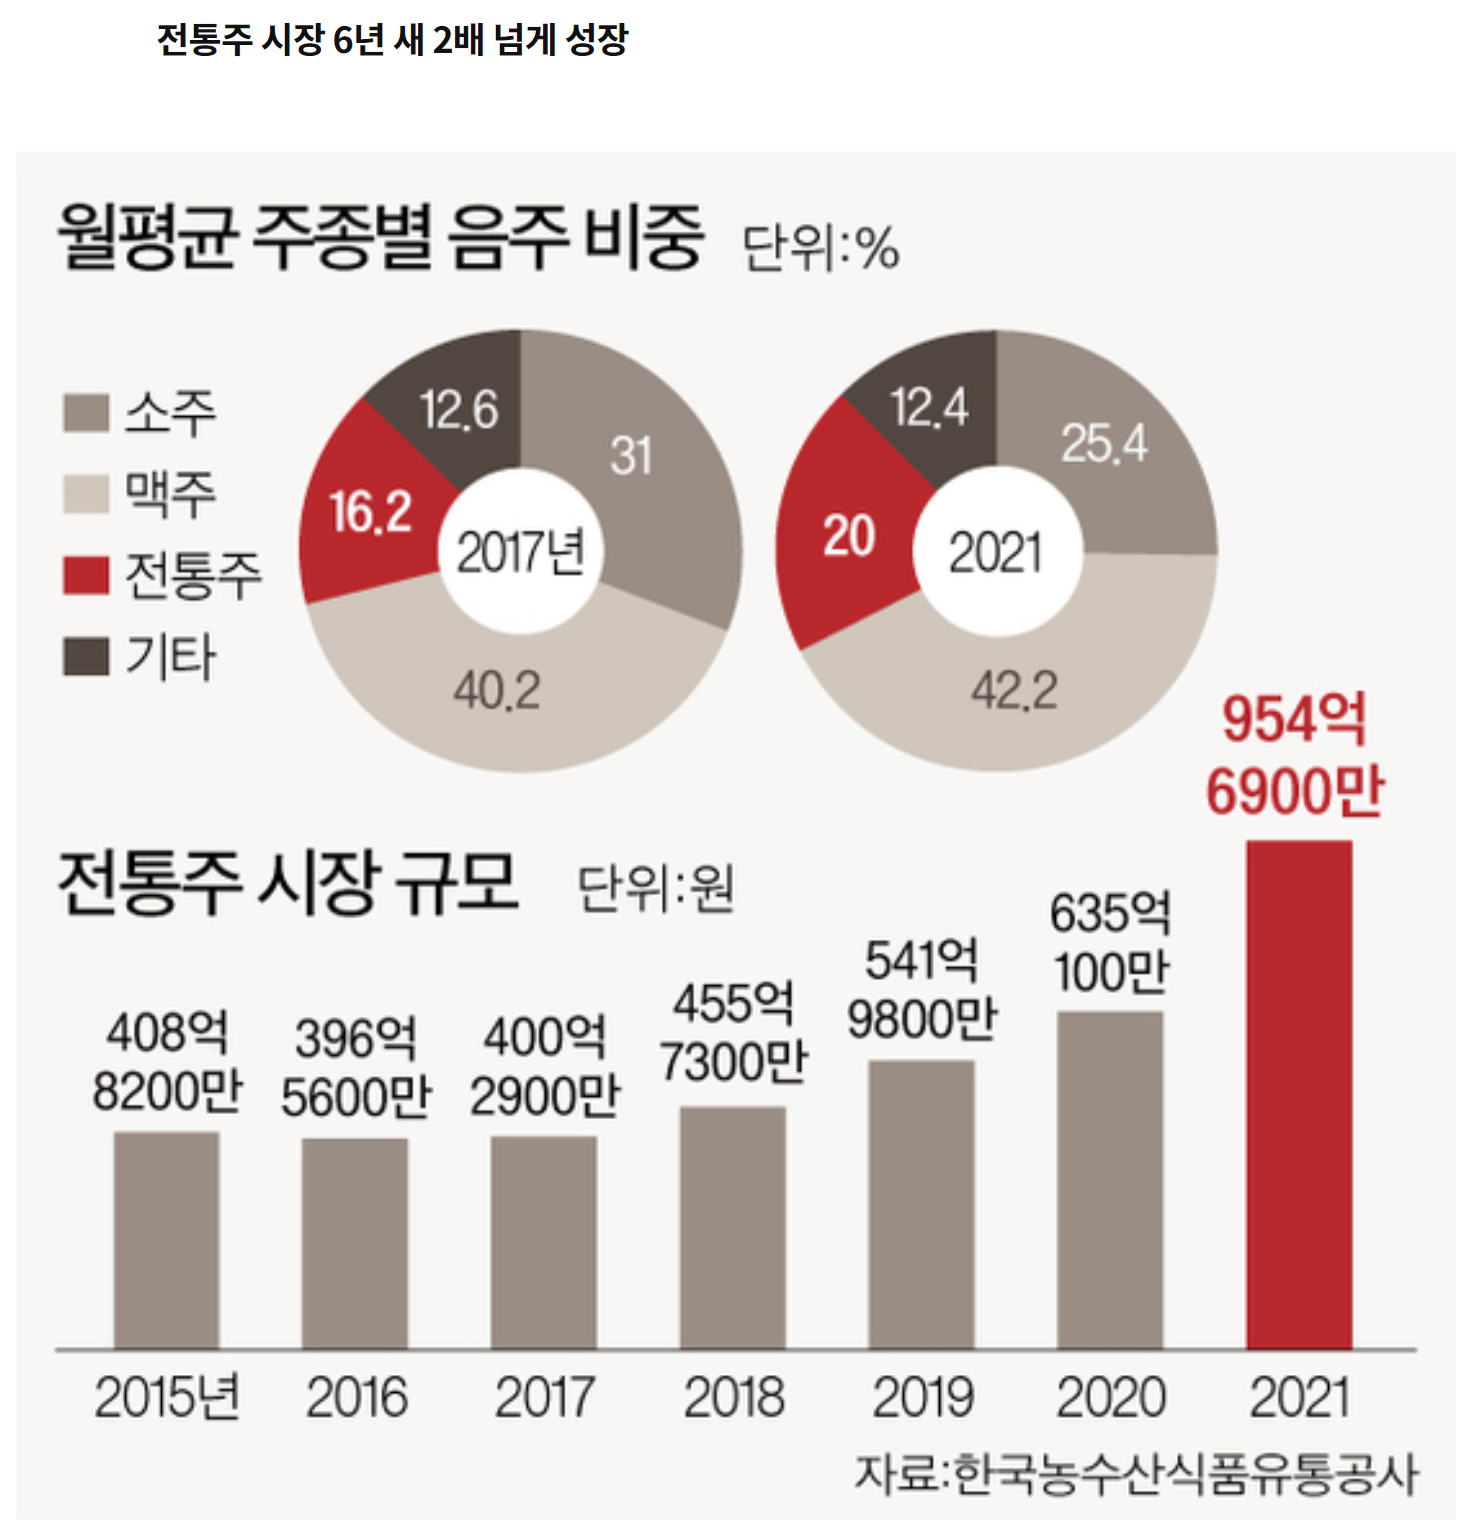 전통주 시장 6년 새 2배 넘게 성장
월평균 주종별 음주 비중 단위:%
소주
맥주
전통주
기타
12.6
31
16.2
2017년
40.2
12.4
25.4
20
2021
42.2
전통주 시장 규모 단위:원
408억
8200만
396억
5600만
400억
2900만
455억
7300만
541억
9800만
635억
100만
954억
6900만
2015년 2016 2017 2018 2019 2020 2021
자료:한국농수산식품유통공사